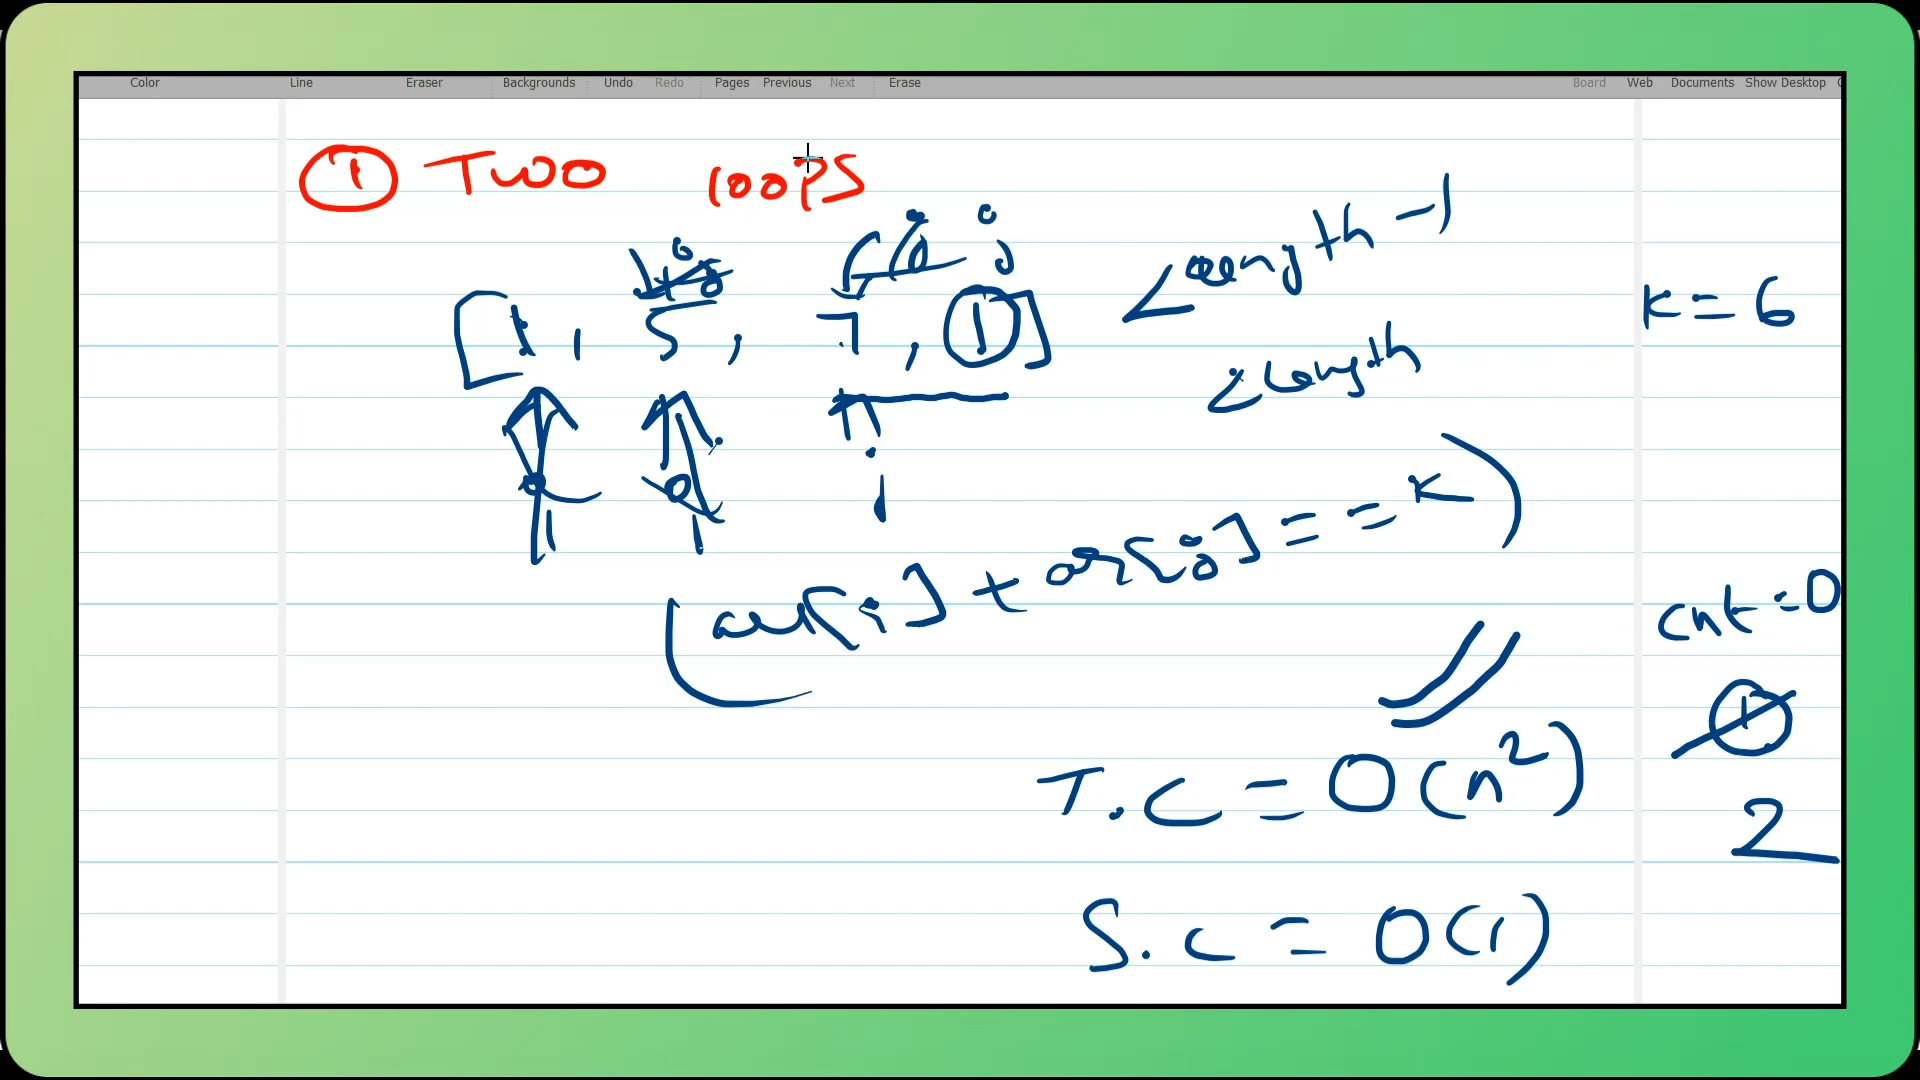 Color Line Eraser Backgrounds Undo Redo Pages Previous Next Erase Board Web Documents Show Desktop
① Two loops
j j
[1, 5, 7, ①] <length -1
K = 6
<length
i i i
(arr[i] + arr[j] == K)
cnt = 0
1
T.C = O(n²)
2
S.C = O(1)